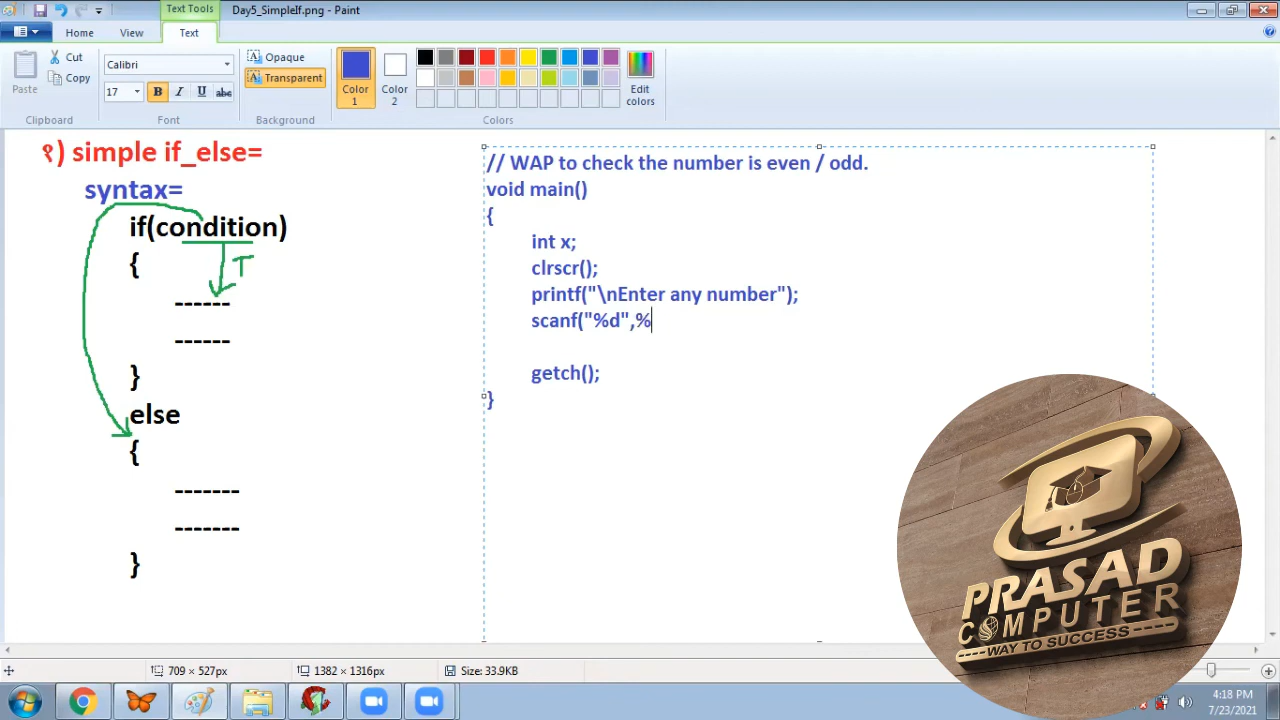 Text Tools
Day5_SimpleIf.png - Paint
Home
View
Text
Paste
Cut
Copy
Clipboard
Calibri
17
B
I
U
abc
Font
Opaque
Transparent
Background
Color
1
Color
2
Edit
colors
Colors
१) simple if_else=
syntax=
if(condition)
{
T
------
------
}
else
{
-------
-------
}
// WAP to check the number is even / odd.
void main()
{
int x;
clrscr();
printf("\nEnter any number");
scanf("%d",%
getch();
}
PRASAD
COMPUTER
----WAY TO SUCCESS----
709 × 527px
1382 × 1316px
Size: 33.9KB
4:18 PM
7/23/2021